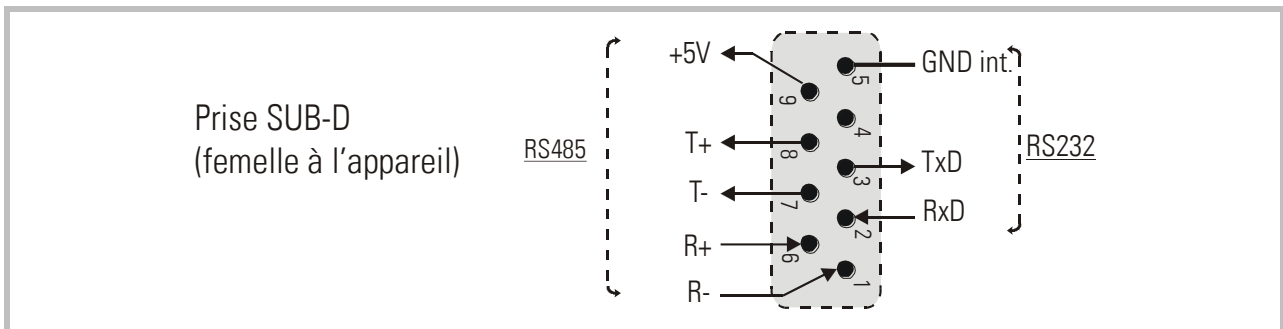 Prise SUB-D
(femelle à l'appareil)
RS485
+5V
T+
T-
R+
R-
9
8
7
6
5
4
3
2
1
GND int.
TxD
RxD
RS232